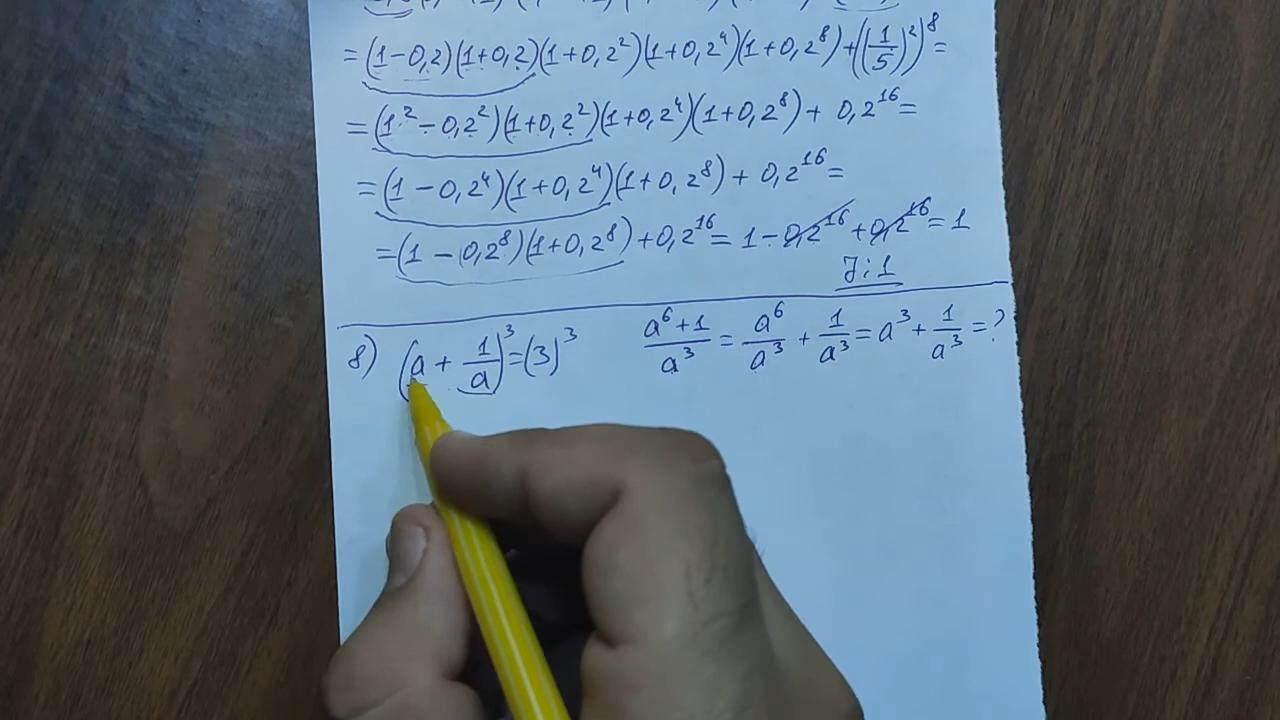 = (1 - 0,2)(1 + 0,2)(1 + 0,2²)(1 + 0,2⁴)(1 + 0,2⁸) + ((1/5)²)⁸ =
= (1² - 0,2²)(1 + 0,2²)(1 + 0,2⁴)(1 + 0,2⁸) + 0,2¹⁶ =
= (1 - 0,2⁴)(1 + 0,2⁴)(1 + 0,2⁸) + 0,2¹⁶ =
= (1 - 0,2⁸)(1 + 0,2⁸) + 0,2¹⁶ = 1 - 0,2¹⁶ + 0,2¹⁶ = 1
J: 1
8) (a + 1/a)³ = (3)³ (a⁶ + 1)/a³ = a⁶/a³ + 1/a³ = a³ + 1/a³ = ?